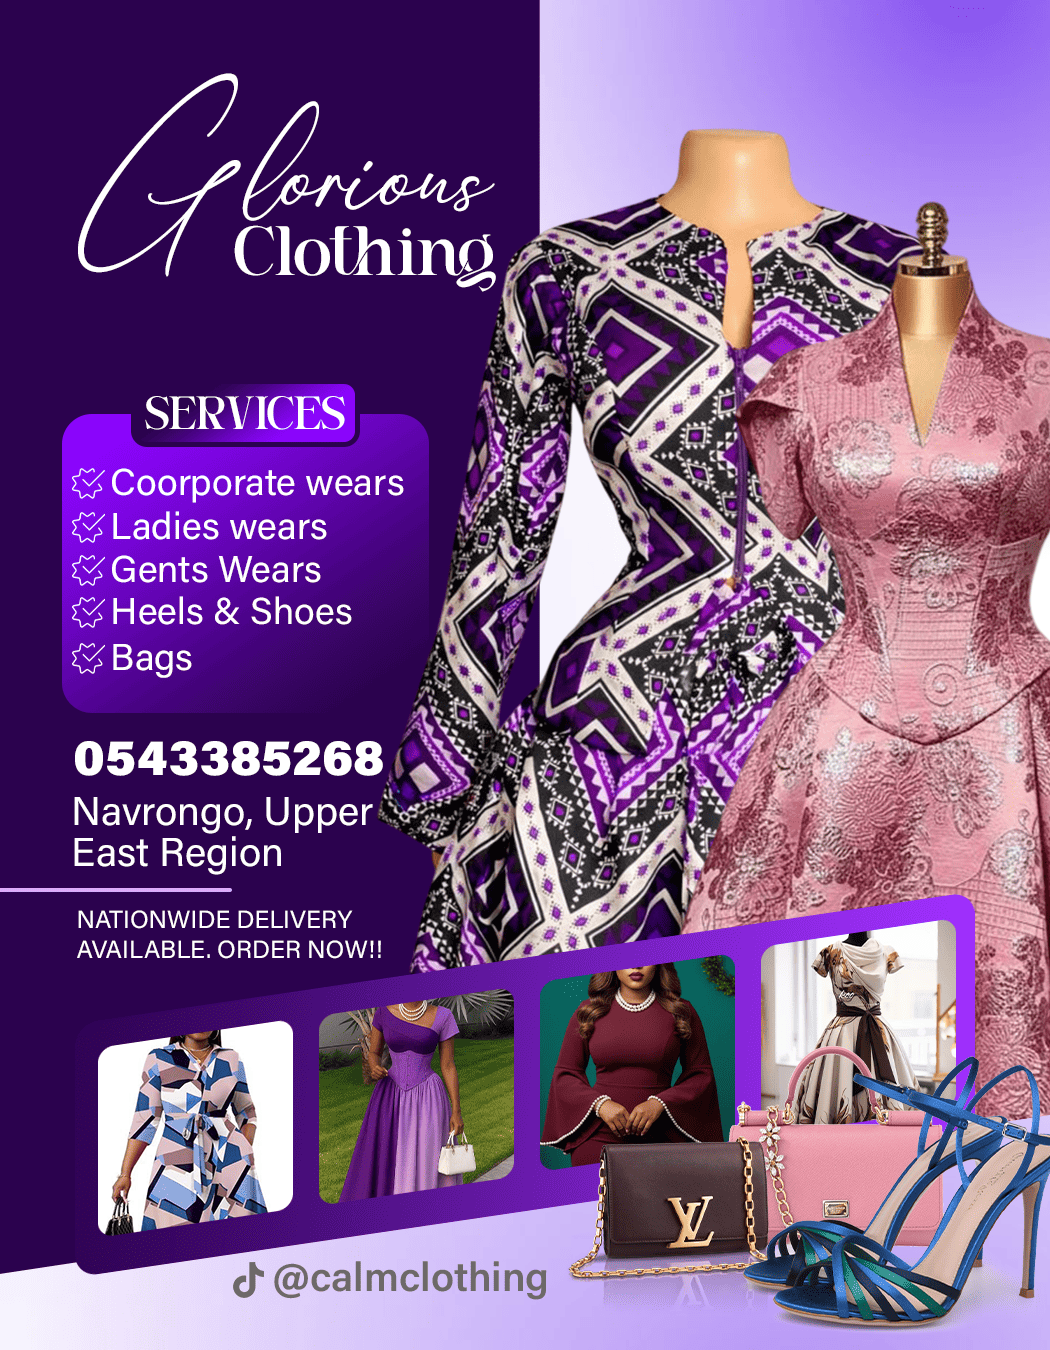 Glorious
Clothing
SERVICES
Coorporate wears
Ladies wears
Gents Wears
Heels & Shoes
Bags
0543385268
Navrongo, Upper
East Region
NATIONWIDE DELIVERY
AVAILABLE. ORDER NOW!!
LV
@calmclothing